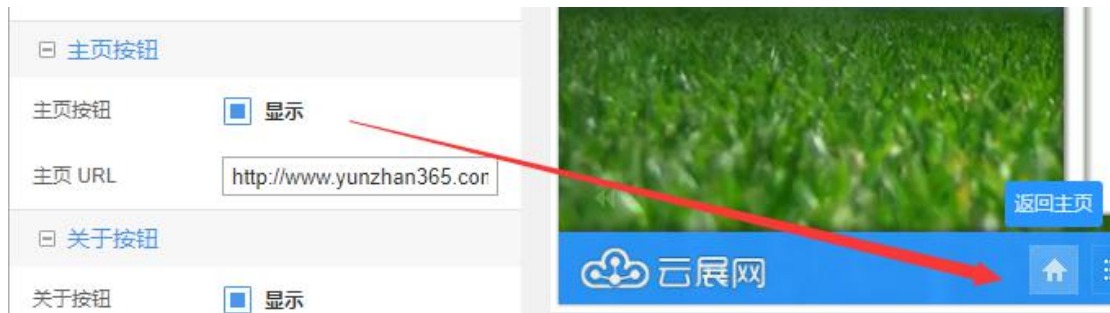 主页按钮
主页按钮 显示
主页 URL http://www.yunzhan365.con
关于按钮
关于按钮 显示
返回主页
云展网